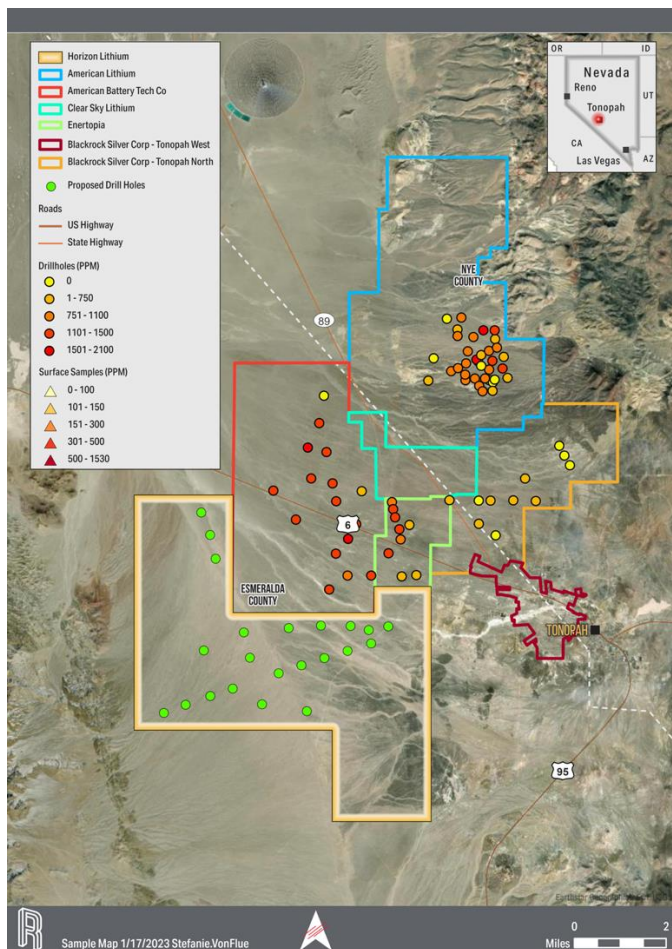 Horizon Lithium
American Lithium
American Battery Tech Co
Clear Sky Lithium
Enertopia
Blackrock Silver Corp - Tonopah West
Blackrock Silver Corp - Tonopah North
Proposed Drill Holes
Roads
US Highway
State Highway
Drillholes (PPM)
0
1 - 750
751 - 1100
1101 - 1500
1501 - 2100
Surface Samples (PPM)
0 - 100
101 - 150
151 - 300
301 - 500
500 - 1530
OR
ID
Nevada
Reno
UT
Tonopah
CA
Las Vegas
AZ
NYE
COUNTY
89
6
ESMERALDA
COUNTY
TONOPAH
95
Sample Map 1/17/2023 Stefanie.VonFlue
0
2
Miles